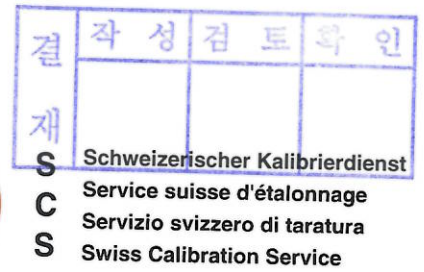 결재
작성 검토 확인
S Schweizerischer Kalibrierdienst
C Service suisse d'étalonnage
Servizio svizzero di taratura
S Swiss Calibration Service